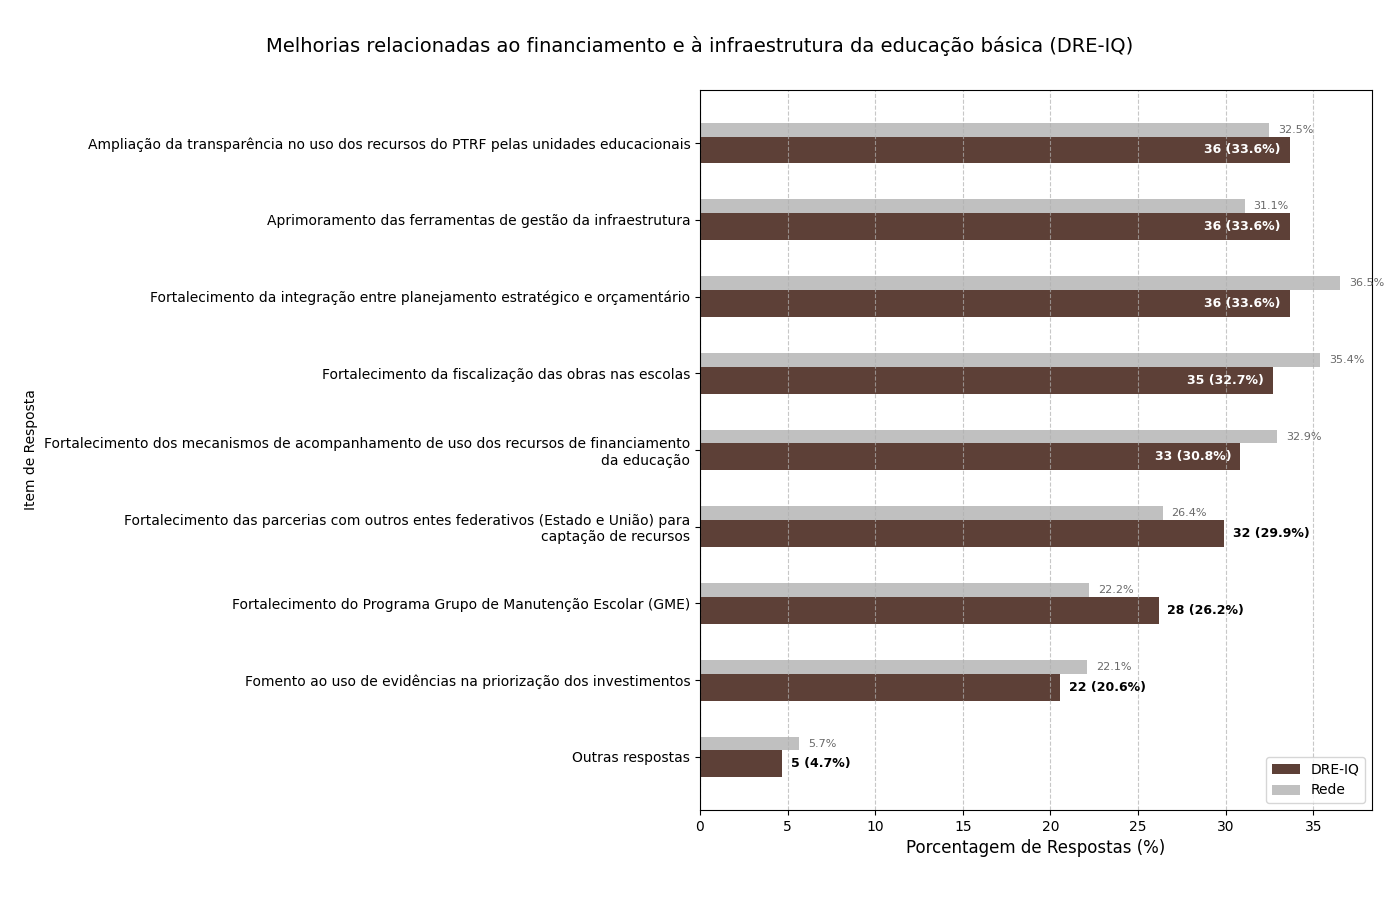 Melhorias relacionadas ao financiamento e à infraestrutura da educação básica (DRE-IQ)
Item de Resposta
Ampliação da transparência no uso dos recursos do PTRF pelas unidades educacionais
32.5%
36 (33.6%)
Aprimoramento das ferramentas de gestão da infraestrutura
31.1%
36 (33.6%)
Fortalecimento da integração entre planejamento estratégico e orçamentário
36.5%
36 (33.6%)
Fortalecimento da fiscalização das obras nas escolas
35.4%
35 (32.7%)
Fortalecimento dos mecanismos de acompanhamento de uso dos recursos de financiamento
da educação
32.9%
33 (30.8%)
Fortalecimento das parcerias com outros entes federativos (Estado e União) para
captação de recursos
26.4%
32 (29.9%)
Fortalecimento do Programa Grupo de Manutenção Escolar (GME)
22.2%
28 (26.2%)
Fomento ao uso de evidências na priorização dos investimentos
22.1%
22 (20.6%)
Outras respostas
5.7%
5 (4.7%)
DRE-IQ
Rede
0 5 10 15 20 25 30 35
Porcentagem de Respostas (%)